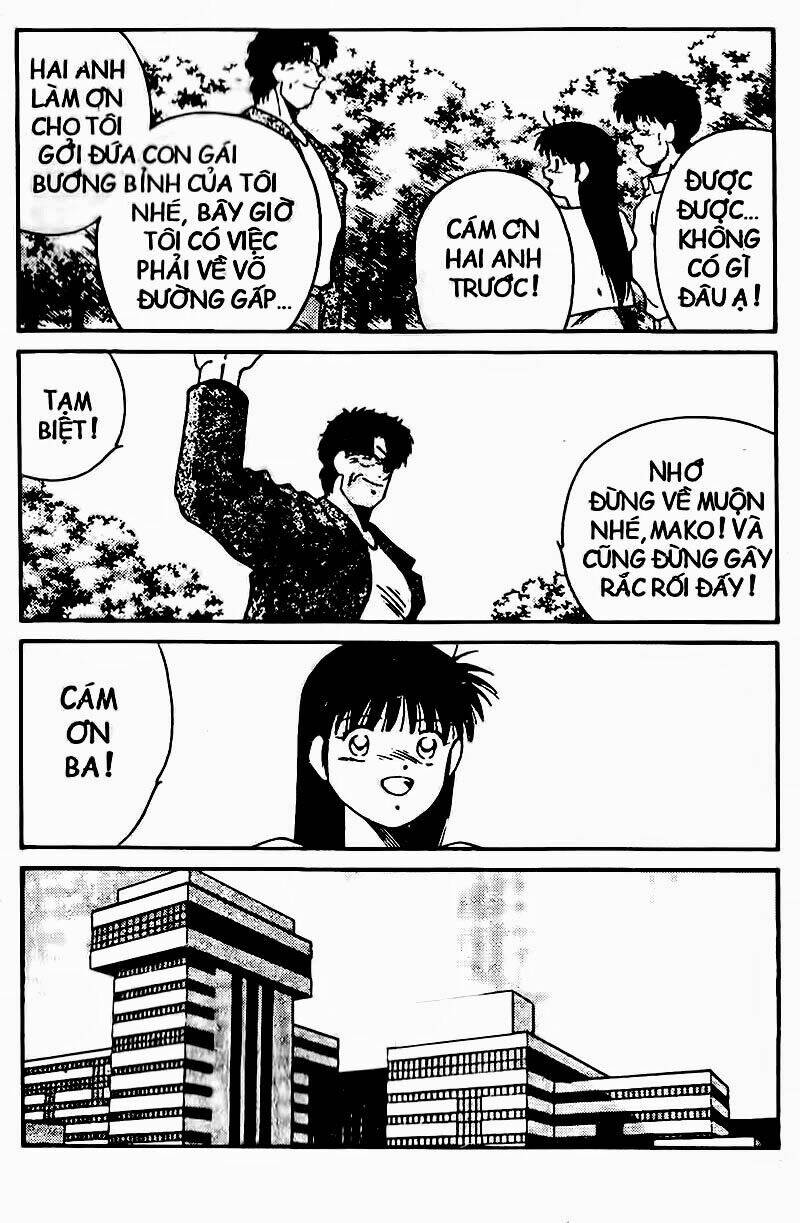 HAI ANH
LÀM ƠN
CHO TÔI
GỞI ĐỨA CON GÁI
BƯỚNG BỈNH CỦA TÔI
NHÉ, BÂY GIỜ
TÔI CÓ VIỆC
PHẢI VỀ VÕ
ĐƯỜNG GẤP...
CÁM ƠN
HAI ANH
TRƯỚC!
ĐƯỢC
ĐƯỢC...
KHÔNG
CÓ GÌ
ĐÂU Ạ!
TẠM
BIỆT!
NHỚ
ĐỪNG VỀ MUỘN
NHÉ, MAKO! VÀ
CŨNG ĐỪNG GÂY
RẮC RỐI ĐẤY!
CÁM
ƠN
BA!